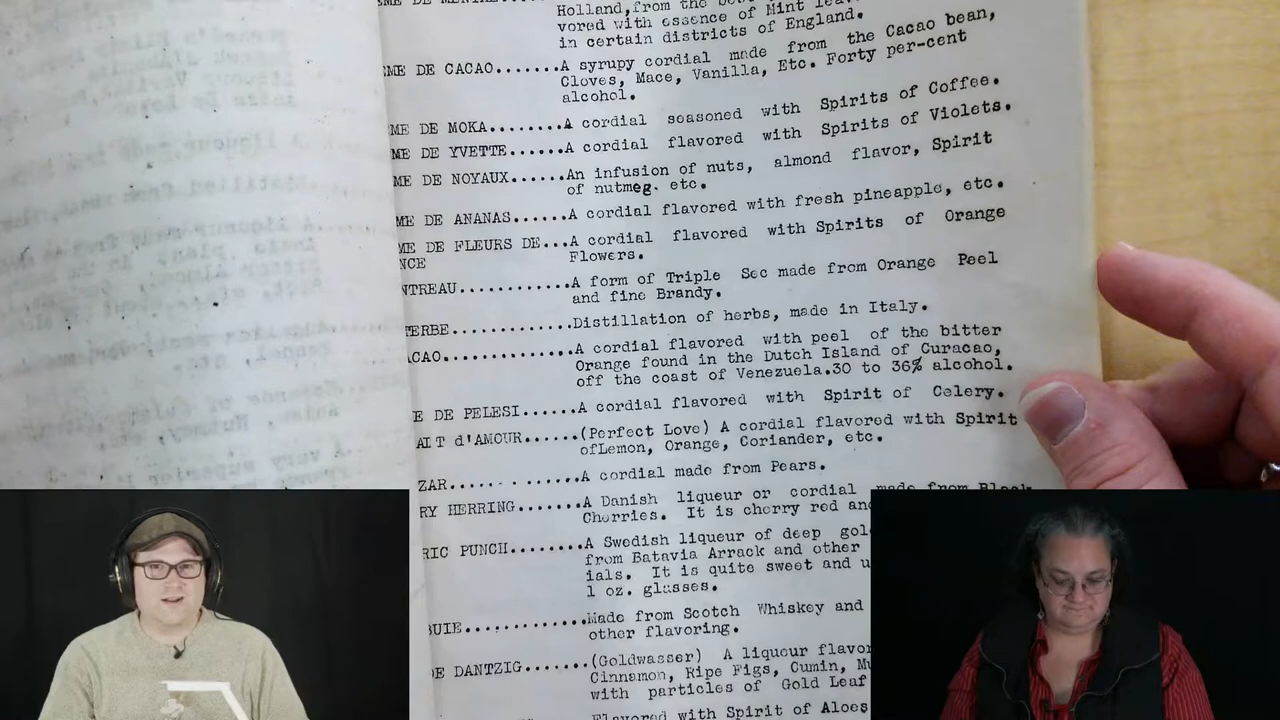 Holland, from the
vored with essence of Mint
in certain districts of England.
ME DE CACAO.......A syrupy cordial made from the Cacao bean,
Cloves, Mace, Vanilla, Etc. Forty per-cent
alcohol.
ME DE MOKA........A cordial seasoned with Spirits of Coffee.
ME DE YVETTE......A cordial flavored with Spirits of Violets.
ME DE NOYAUX......An infusion of nuts, almond flavor, Spirit
of nutmeg. etc.
ME DE ANANAS......A cordial flavored with fresh pineapple, etc.
ME DE FLEURS DE...A cordial flavored with Spirits of Orange
NCE Flowers.
NTREAU............A form of Triple Sec made from Orange Peel
and fine Brandy.
ERBE............Distillation of herbs, made in Italy.
CAO.............A cordial flavored with peel of the bitter
Orange found in the Dutch Island of Curacao,
off the coast of Venezuela.30 to 36% alcohol.
E DE PELESI......A cordial flavored with Spirit of Celery.
AIT d'AMOUR......(Perfect Love) A cordial flavored with Spirit
ofLemon, Orange, Coriander, etc.
ZAR..............A cordial made from Pears.
RY HERRING.......A Danish liqueur or cordial made from Black
Cherries. It is cherry red and
RIC PUNCH........A Swedish liqueur of deep
from Batavia Arrack and other
ials. It is quite sweet and
1 oz. glasses.
BUIE.............Made from Scotch Whiskey and
other flavoring.
DE DANTZIG.......(Goldwasser) A liqueur
Cinnamon, Ripe Figs, Cumin,
with particles of Gold Leaf
Flavored with Spirit of Aloes